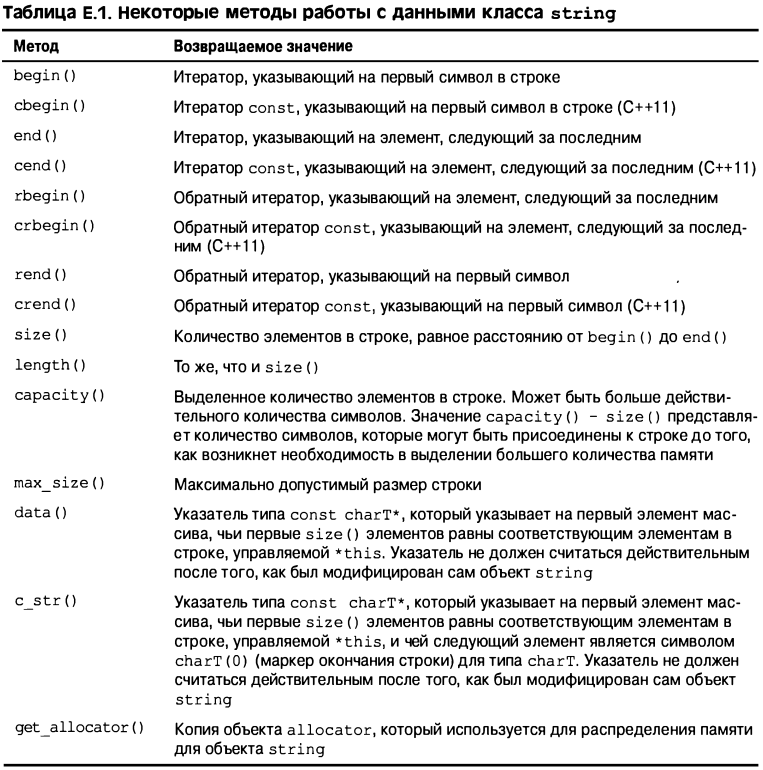 Таблица Е.1. Некоторые методы работы с данными класса string
Метод Возвращаемое значение
begin() Итератор, указывающий на первый символ в строке
cbegin() Итератор const, указывающий на первый символ в строке (C++11)
end() Итератор, указывающий на элемент, следующий за последним
cend() Итератор const, указывающий на элемент, следующий за последним (C++11)
rbegin() Обратный итератор, указывающий на элемент, следующий за последним
crbegin() Обратный итератор const, указывающий на элемент, следующий за послед-
ним (C++11)
rend() Обратный итератор, указывающий на первый символ
crend() Обратный итератор const, указывающий на первый символ (C++11)
size() Количество элементов в строке, равное расстоянию от begin() до end()
length() То же, что и size()
capacity() Выделенное количество элементов в строке. Может быть больше действи-
тельного количества символов. Значение capacity() - size() представля-
ет количество символов, которые могут быть присоединены к строке до того,
как возникнет необходимость в выделении большего количества памяти
max_size() Максимально допустимый размер строки
data() Указатель типа const charT*, который указывает на первый элемент мас-
сива, чьи первые size() элементов равны соответствующим элементам в
строке, управляемой *this. Указатель не должен считаться действительным
после того, как был модифицирован сам объект string
c_str() Указатель типа const charT*, который указывает на первый элемент мас-
сива, чьи первые size() элементов равны соответствующим элементам в
строке, управляемой *this, и чей следующий элемент является символом
charT(0) (маркер окончания строки) для типа charT. Указатель не должен
считаться действительным после того, как был модифицирован сам объект
string
get_allocator() Копия объекта allocator, который используется для распределения памяти
для объекта string